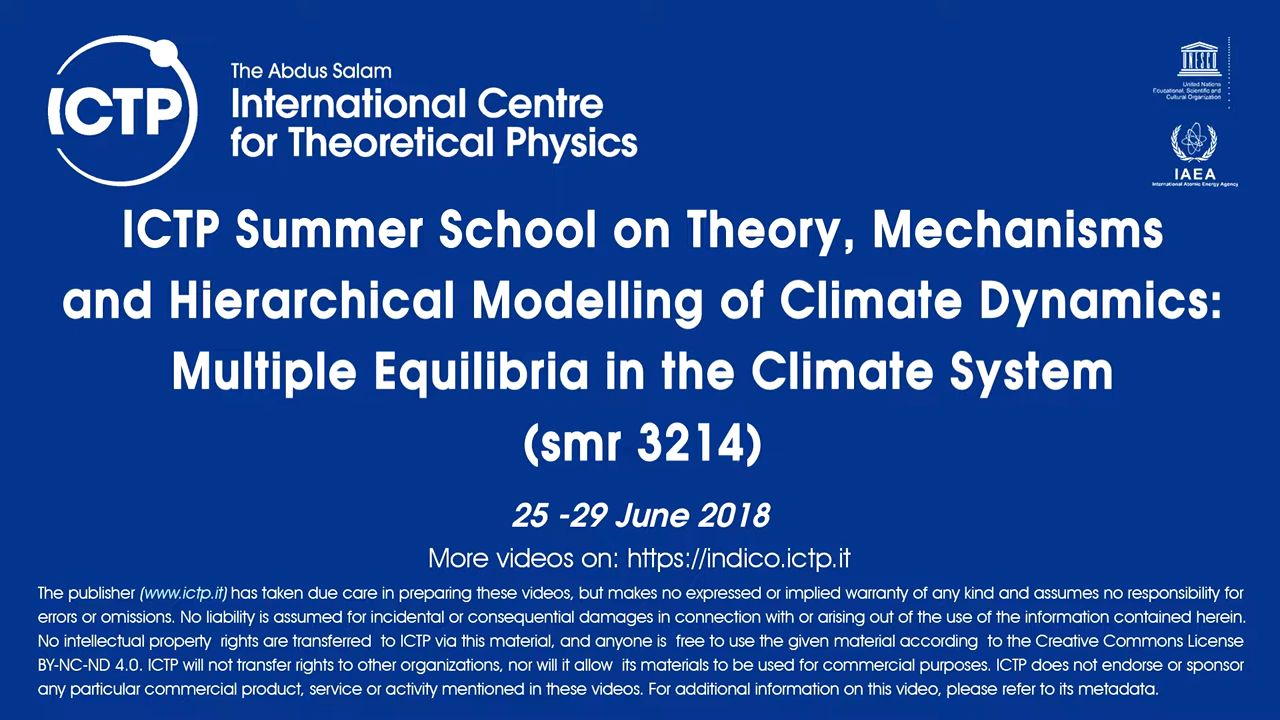 ICTP
The Abdus Salam
International Centre
for Theoretical Physics
UNESCO
United Nations
Educational, Scientific and
Cultural Organization
IAEA
International Atomic Energy Agency
ICTP Summer School on Theory, Mechanisms
and Hierarchical Modelling of Climate Dynamics:
Multiple Equilibria in the Climate System
(smr 3214)
25 -29 June 2018
More videos on: https://indico.ictp.it
The publisher (www.ictp.it) has taken due care in preparing these videos, but makes no expressed or implied warranty of any kind and assumes no responsibility for
errors or omissions. No liability is assumed for incidental or consequential damages in connection with or arising out of the use of the information contained herein.
No intellectual property rights are transferred to ICTP via this material, and anyone is free to use the given material according to the Creative Commons License
BY-NC-ND 4.0. ICTP will not transfer rights to other organizations, nor will it allow its materials to be used for commercial purposes. ICTP does not endorse or sponsor
any particular commercial product, service or activity mentioned in these videos. For additional information on this video, please refer to its metadata.